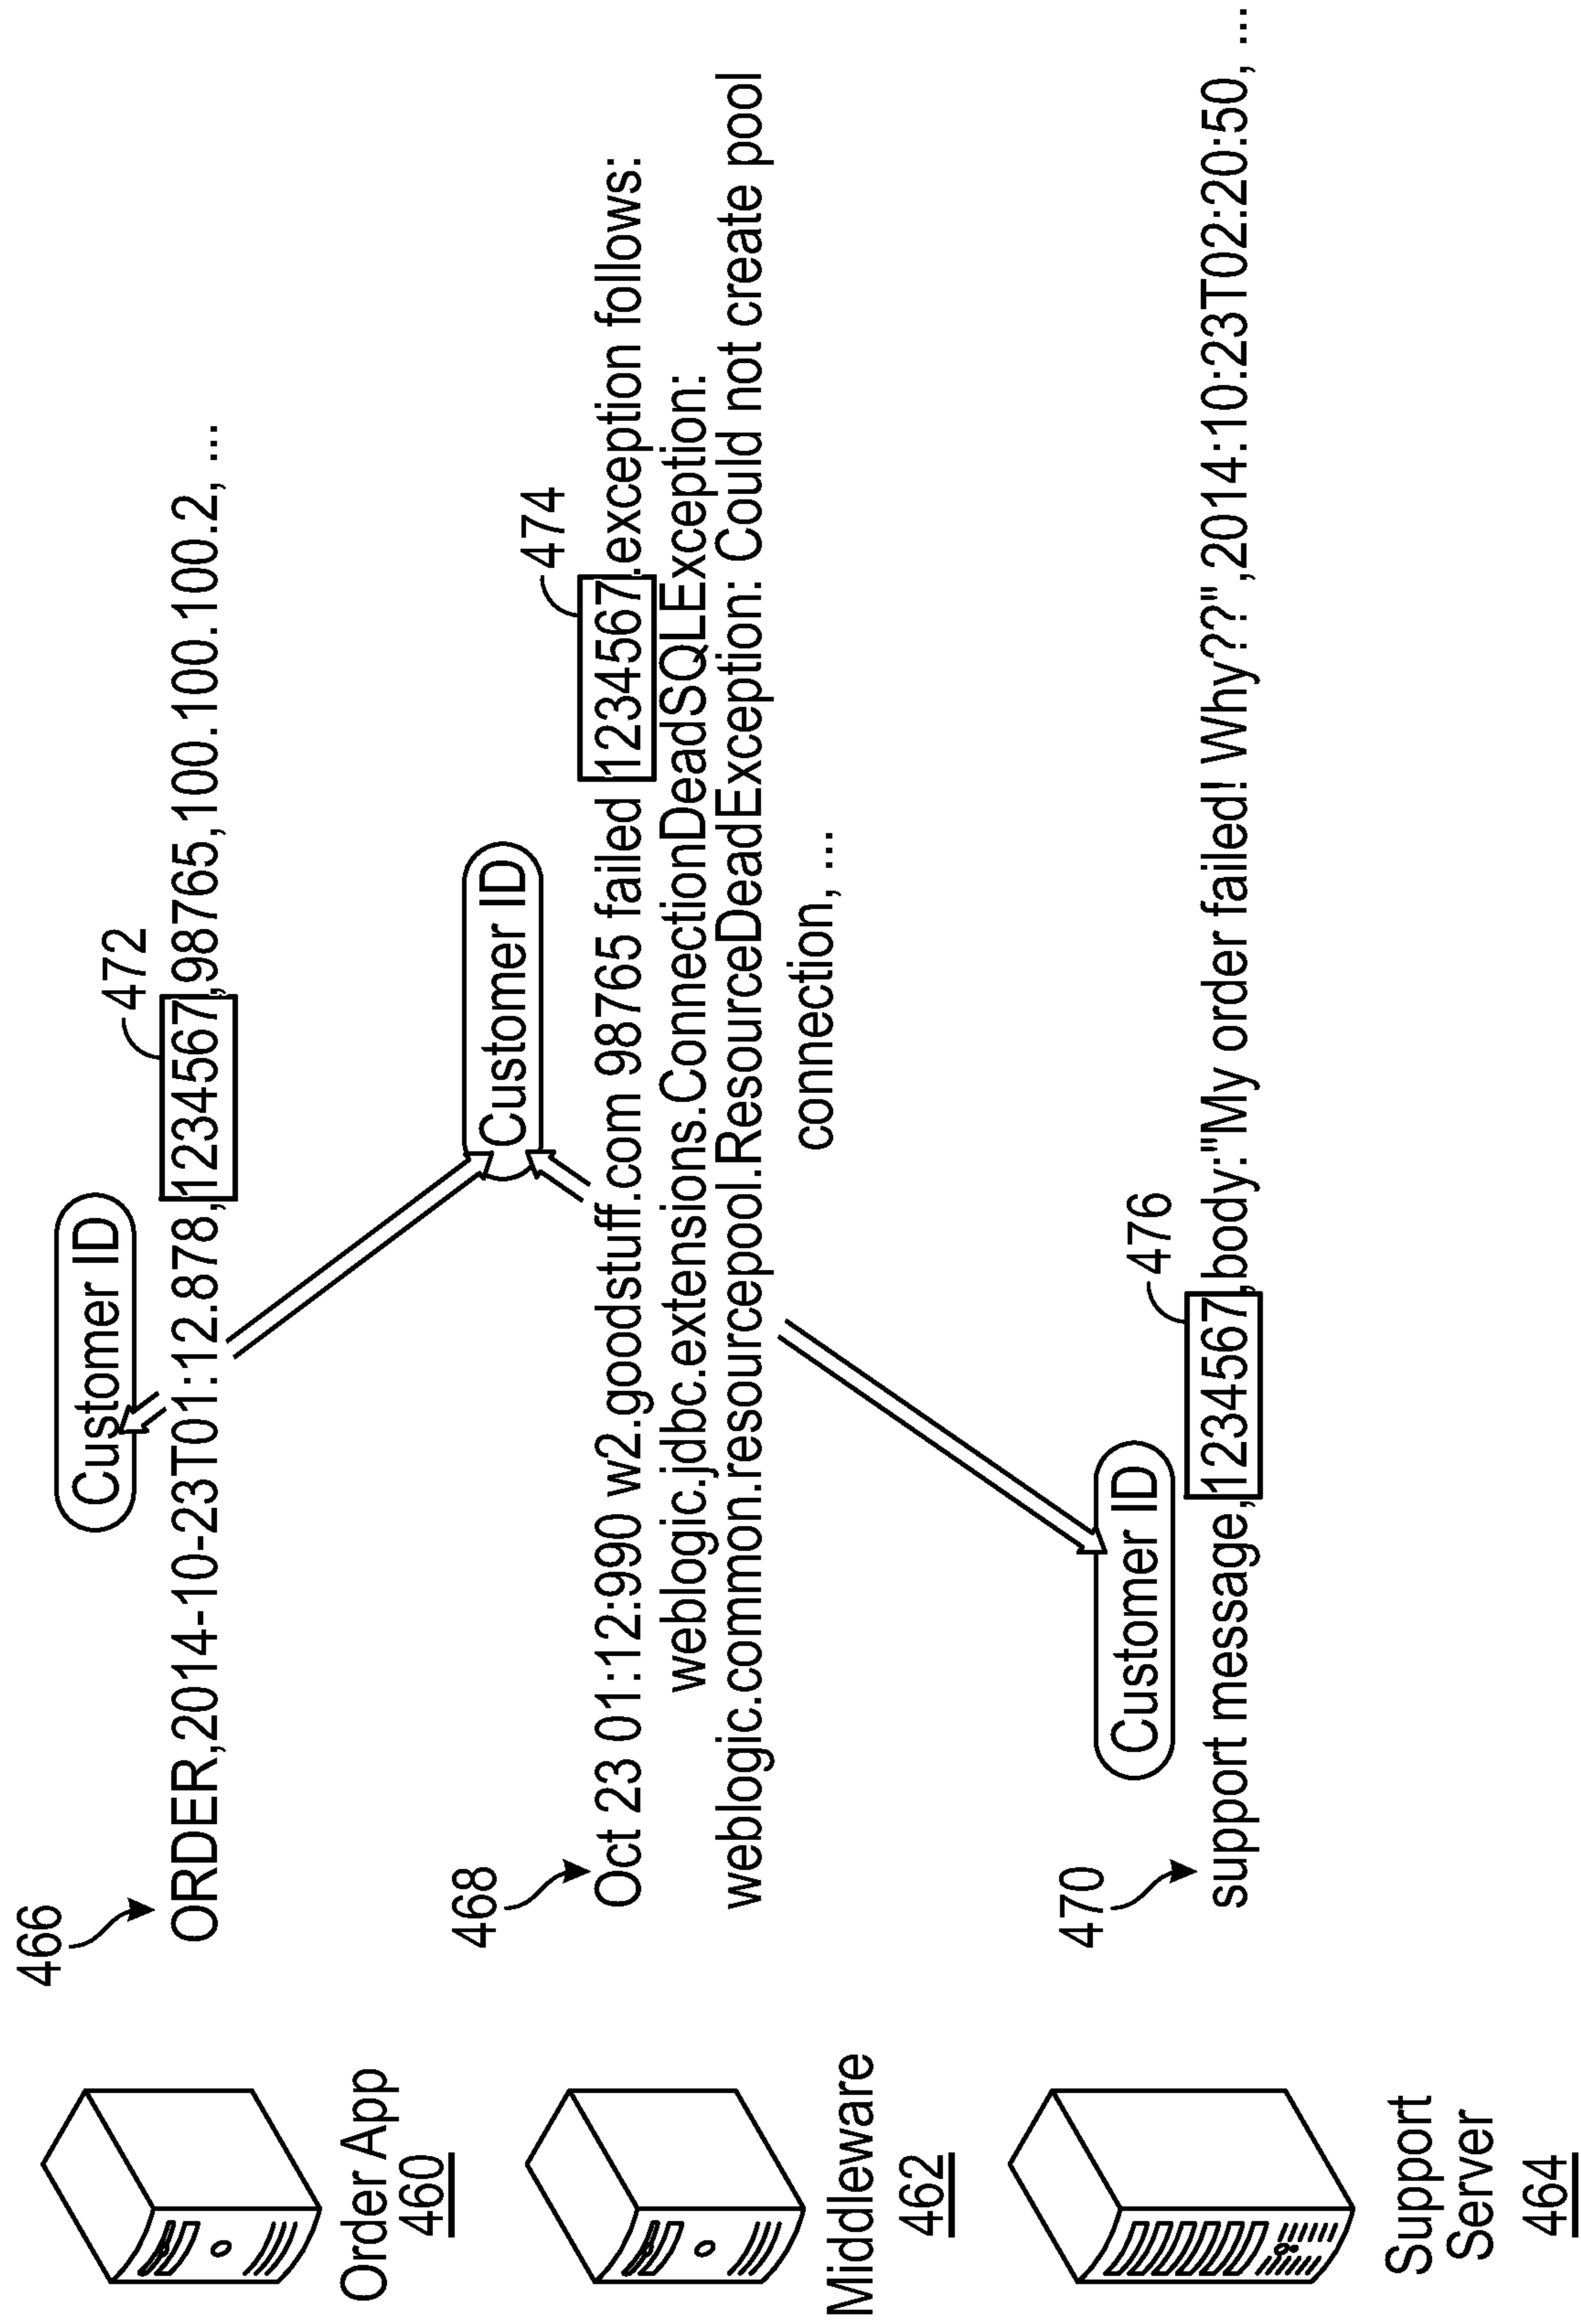 466
Customer ID
472
ORDER,2014-10-23T01:12.878,1234567,98765,100.100.100.2, ...
Order App
460
468
Customer ID
474
Oct 23 01:12:990 w2.goodstuff.com 98765 failed 1234567.exception follows:
weblogic.jdbc.extensions.ConnectionDeadSQLException:
weblogic.common.resourcepool.ResourceDeadException: Could not create pool
connection, ...
Middleware
462
470
Customer ID
476
support message,1234567,body:"My order failed! Why??",2014:10:23T02:20:50, ...
Support
Server
464